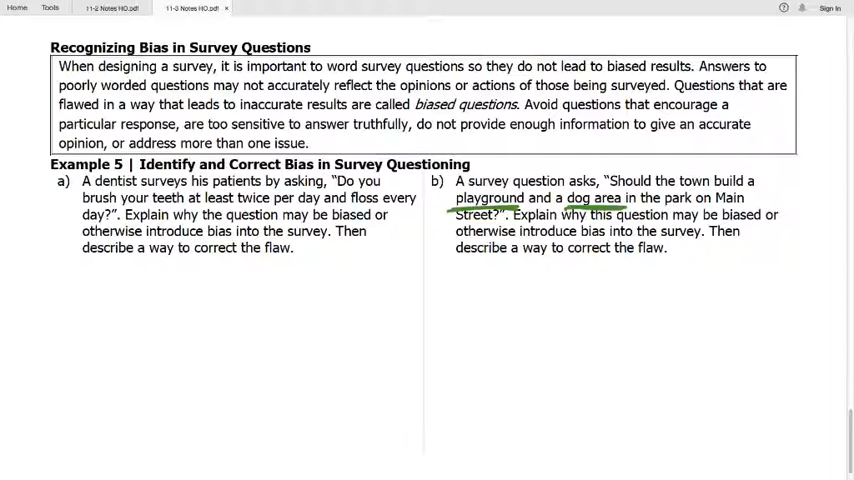 Home Tools 11-2 Notes HO.pdf 11-3 Notes HO.pdf × Sign In
Recognizing Bias in Survey Questions
When designing a survey, it is important to word survey questions so they do not lead to biased results. Answers to
poorly worded questions may not accurately reflect the opinions or actions of those being surveyed. Questions that are
flawed in a way that leads to inaccurate results are called biased questions. Avoid questions that encourage a
particular response, are too sensitive to answer truthfully, do not provide enough information to give an accurate
opinion, or address more than one issue.
Example 5 | Identify and Correct Bias in Survey Questioning
a) A dentist surveys his patients by asking, “Do you
brush your teeth at least twice per day and floss every
day?”. Explain why the question may be biased or
otherwise introduce bias into the survey. Then
describe a way to correct the flaw.
b) A survey question asks, “Should the town build a
playground and a dog area in the park on Main
Street?”. Explain why this question may be biased or
otherwise introduce bias into the survey. Then
describe a way to correct the flaw.